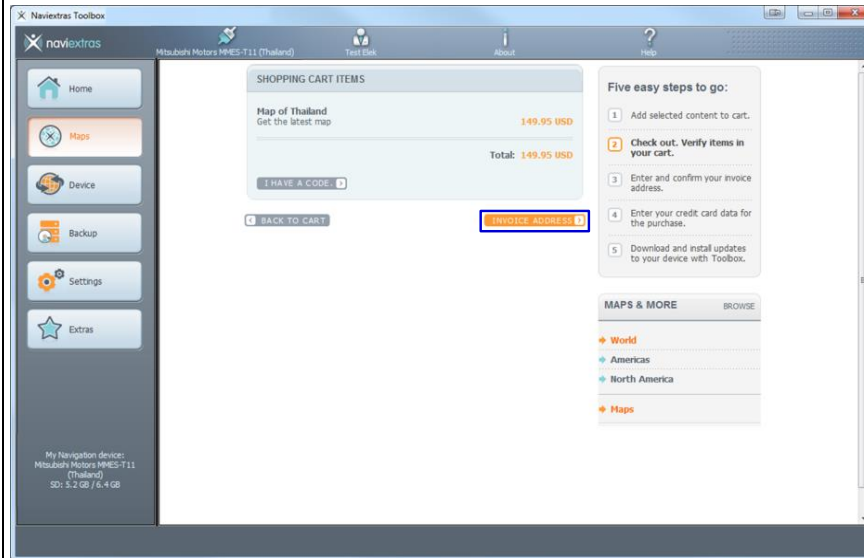 Naviextras Toolbox
naviextras
Mitsubishi Motors MMES-T11 (Thailand)
Test Elek
About
Help
Home
Maps
Device
Backup
Settings
Extras
My Navigation device:
Mitsubishi Motors MMES-T11
(Thailand)
SD: 5.2 GB / 6.4 GB
SHOPPING CART ITEMS
Map of Thailand
Get the latest map 149.95 USD
Total: 149.95 USD
I HAVE A CODE.
BACK TO CART
INVOICE ADDRESS
Five easy steps to go:
1 Add selected content to cart.
2 Check out. Verify items in
your cart.
3 Enter and confirm your invoice
address.
4 Enter your credit card data for
the purchase.
5 Download and install updates
to your device with Toolbox.
MAPS & MORE BROWSE
World
Americas
North America
Maps